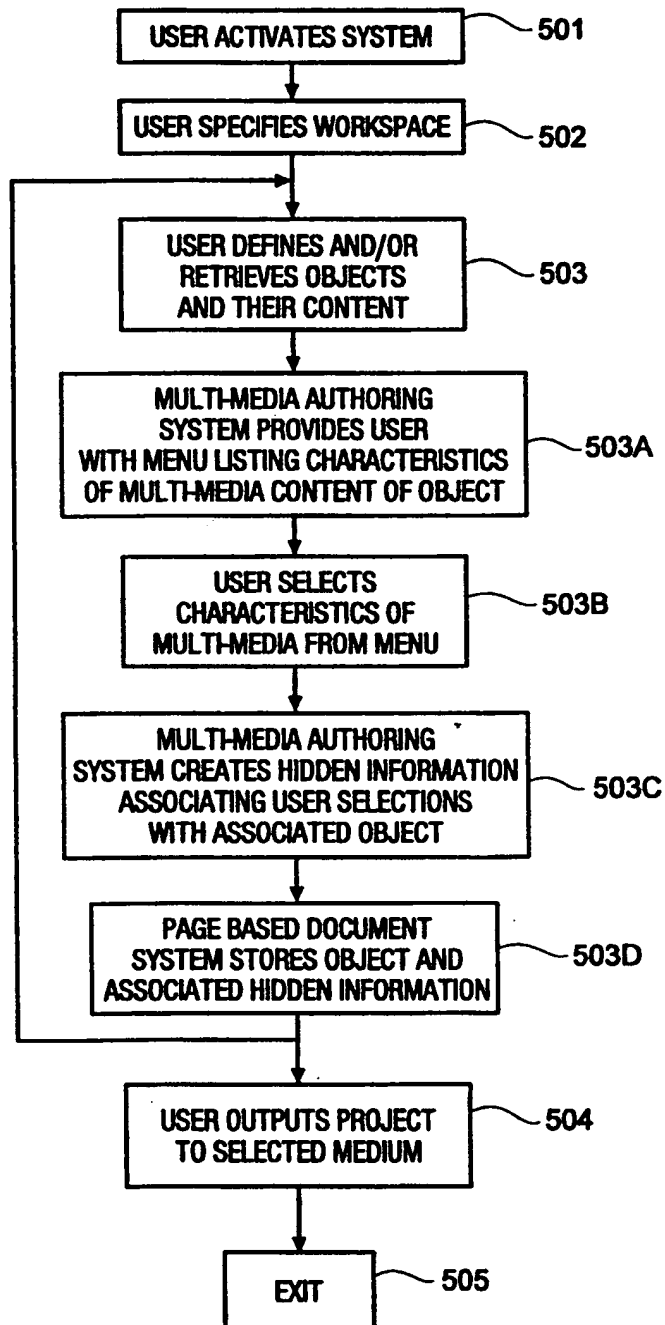 USER ACTIVATES SYSTEM
501
USER SPECIFIES WORKSPACE
502
USER DEFINES AND/OR
RETRIEVES OBJECTS
AND THEIR CONTENT
503
MULTI-MEDIA AUTHORING
SYSTEM PROVIDES USER
WITH MENU LISTING CHARACTERISTICS
OF MULTI-MEDIA CONTENT OF OBJECT
503A
USER SELECTS
CHARACTERISTICS OF
MULTI-MEDIA FROM MENU
503B
MULTI-MEDIA AUTHORING
SYSTEM CREATES HIDDEN INFORMATION
ASSOCIATING USER SELECTIONS
WITH ASSOCIATED OBJECT
503C
PAGE BASED DOCUMENT
SYSTEM STORES OBJECT AND
ASSOCIATED HIDDEN INFORMATION
503D
USER OUTPUTS PROJECT
TO SELECTED MEDIUM
504
EXIT
505